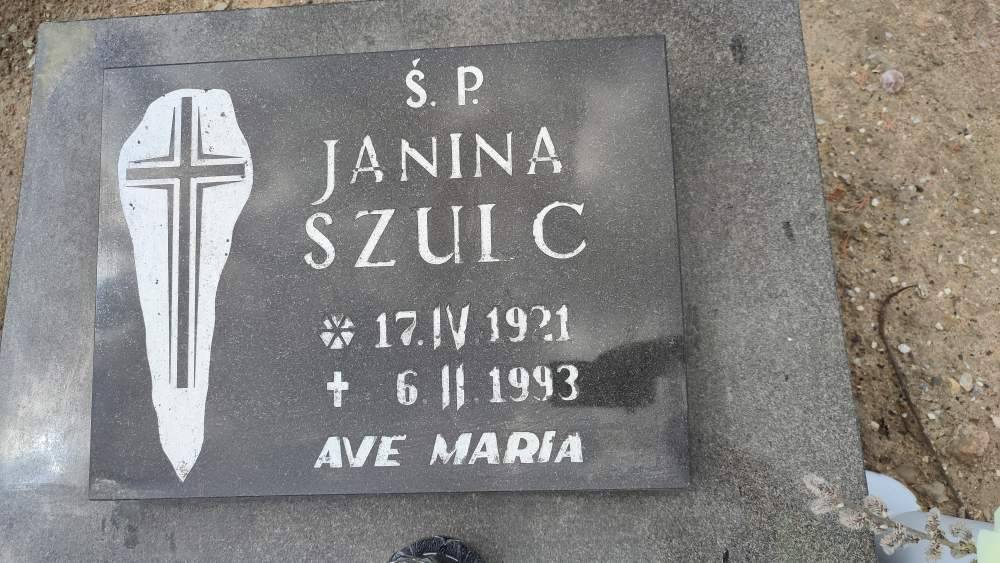 Ś. P.
JANINA
SZULC
* 17.IV.1921
✝ 6.II.1993
AVE MARIA